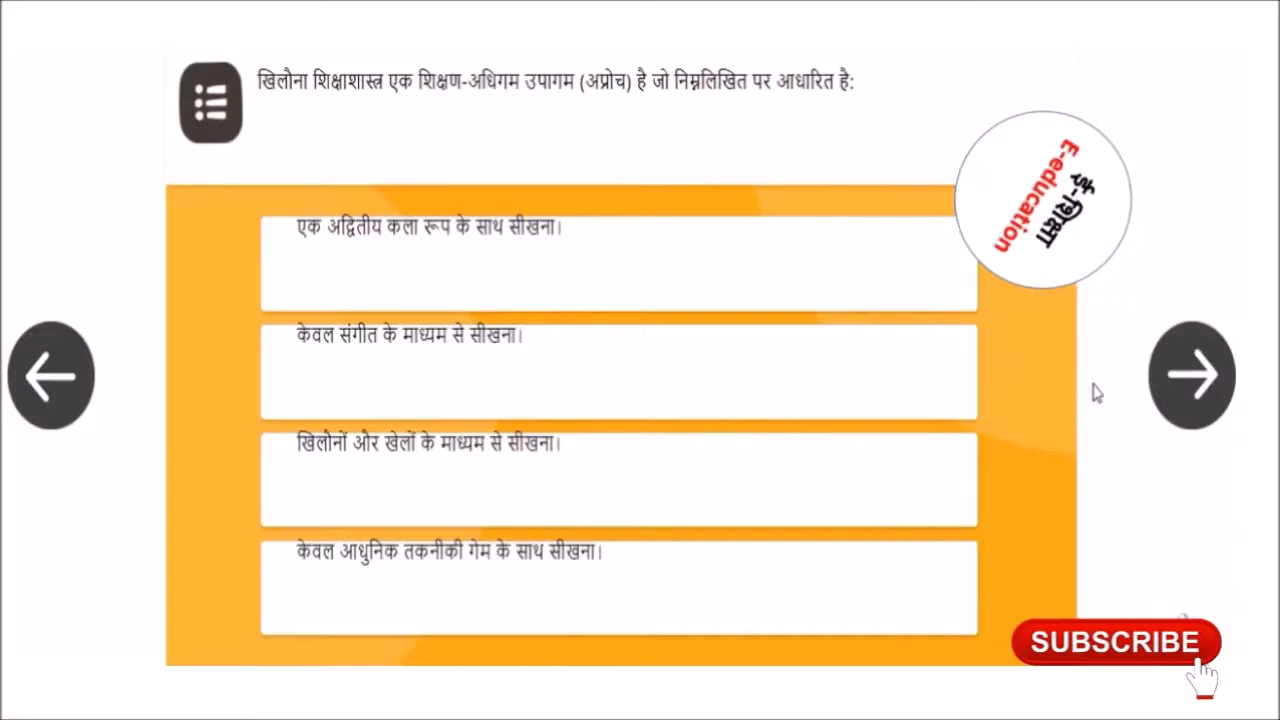 खिलौना शिक्षाशास्त्र एक शिक्षण-अधिगम उपागम (अप्रोच) है जो निम्नलिखित पर आधारित है:
E-education
ई-शिक्षा
एक अद्वितीय कला रूप के साथ सीखना।
केवल संगीत के माध्यम से सीखना।
खिलौनों और खेलों के माध्यम से सीखना।
केवल आधुनिक तकनीकी गेम के साथ सीखना।
SUBSCRIBE